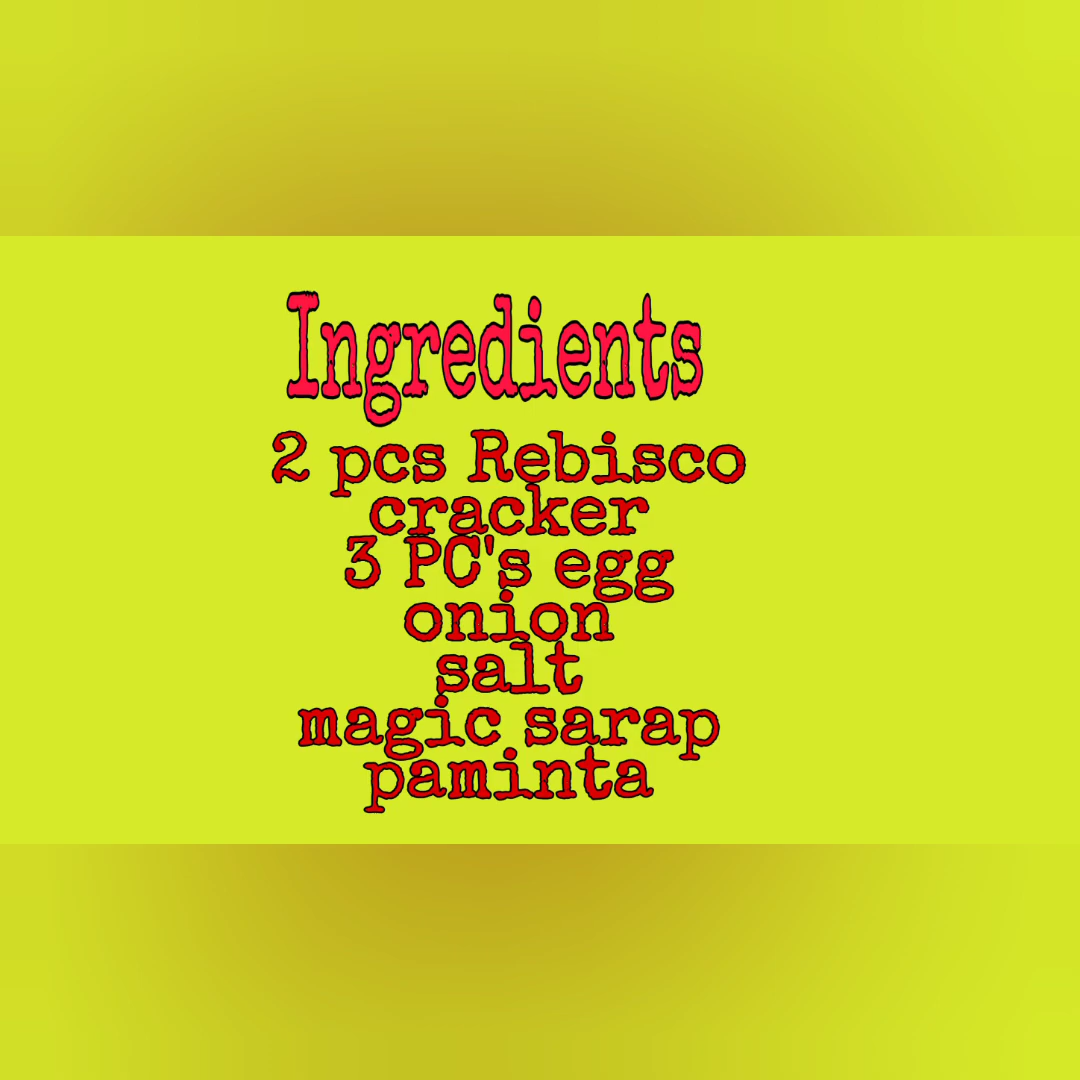 Ingredients
2 pcs Rebisco
cracker
3 PC's egg
onion
salt
magic sarap
paminta